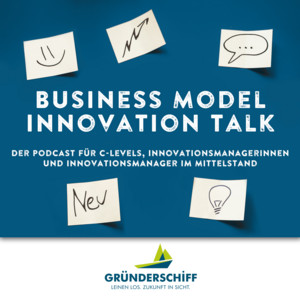 BUSINESS MODEL
INNOVATION TALK
DER PODCAST FÜR C-LEVELS, INNOVATIONSMANAGERINNEN
UND INNOVATIONSMANAGER IM MITTELSTAND
Neu
GRÜNDERSCHIFF
LEINEN LOS. ZUKUNFT IN SICHT.